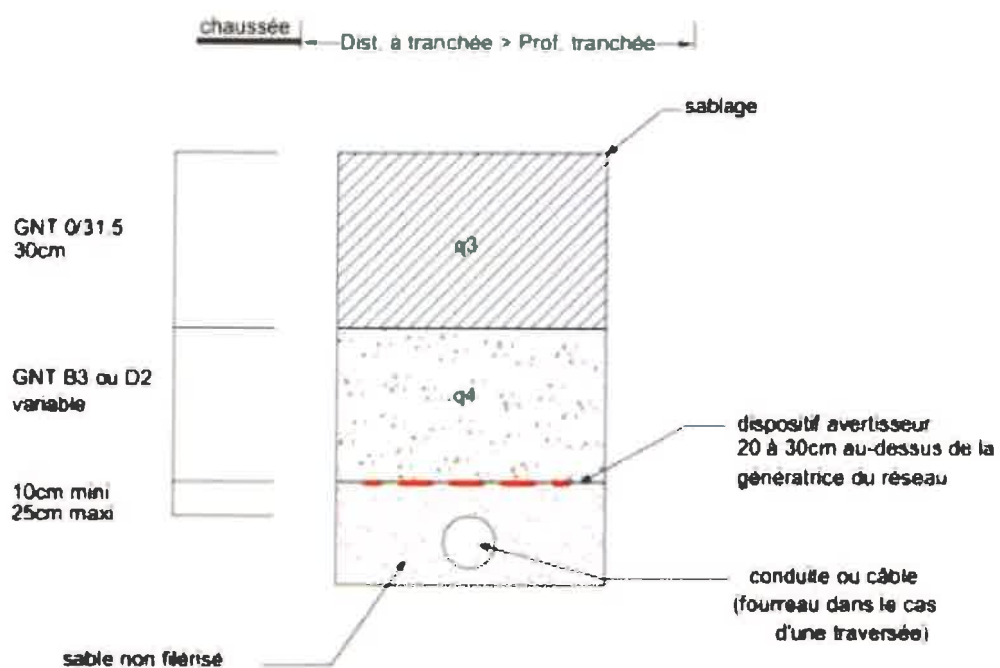 chaussée
Dist. à tranchée > Prof. tranchée
sablage
GNT 0/31.5
30cm
q3
GNT B3 ou D2
variable
q4
dispositif avertisseur
20 à 30cm au-dessus de la
génératrice du réseau
10cm mini
25cm maxi
conduite ou câble
(fourreau dans le cas
d'une traversée)
sable non filérisé